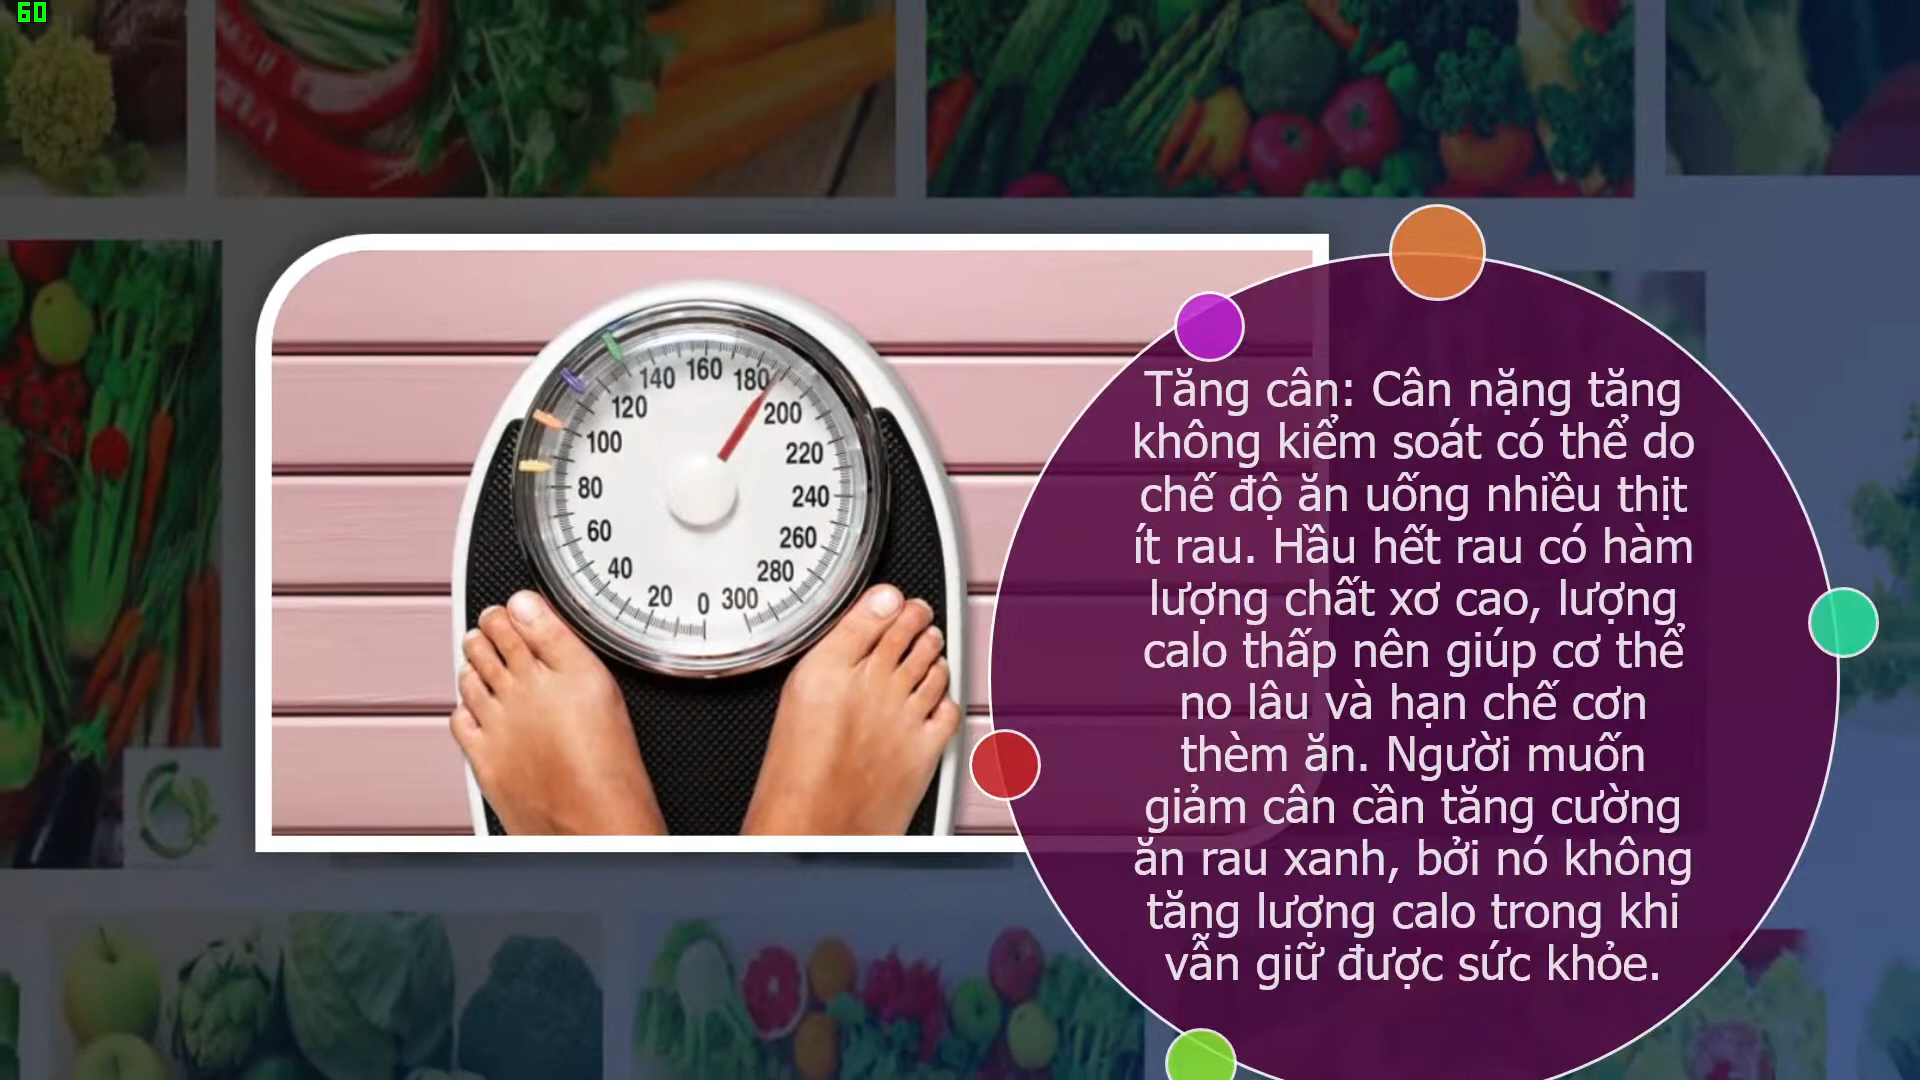 60
160
140
180
120
200
100
220
80
240
60
260
40
280
20
0
300
Tăng cân: Cân nặng tăng
không kiểm soát có thể do
chế độ ăn uống nhiều thịt
ít rau. Hầu hết rau có hàm
lượng chất xơ cao, lượng
calo thấp nên giúp cơ thể
no lâu và hạn chế cơn
thèm ăn. Người muốn
giảm cân cần tăng cường
ăn rau xanh, bởi nó không
tăng lượng calo trong khi
vẫn giữ được sức khỏe.